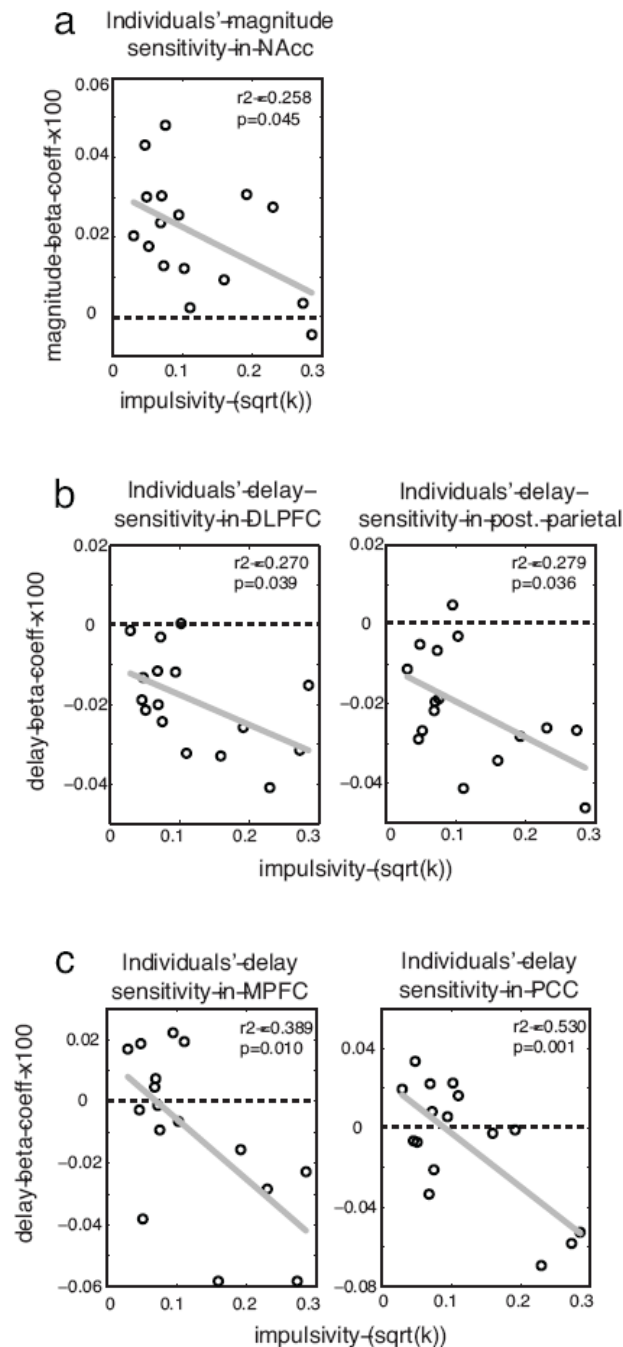 a
Individuals'–magnitude
sensitivity–in–NAcc
r2–=0.258
p=0.045
0.06
0.04
0.02
0
magnitude–beta–coeff–x100
0
0.1
0.2
0.3
impulsivity–(sqrt(k))
b
Individuals'–delay–
sensitivity–in–DLPFC
r2–=0.270
p=0.039
0.02
0
−0.02
−0.04
delay–beta–coeff–x100
0
0.1
0.2
0.3
Individuals'–delay–
sensitivity–in–post.–parietal
r2–=0.279
p=0.036
0.02
0
−0.02
−0.04
0
0.1
0.2
0.3
impulsivity–(sqrt(k))
c
Individuals'–delay
sensitivity–in–MPFC
r2–=0.389
p=0.010
0.02
0
−0.02
−0.04
−0.06
delay–beta–coeff–x100
0
0.1
0.2
0.3
Individuals'–delay
sensitivity–in–PCC
r2–=0.530
p=0.001
0.04
0
−0.04
−0.08
0
0.1
0.2
0.3
impulsivity–(sqrt(k))